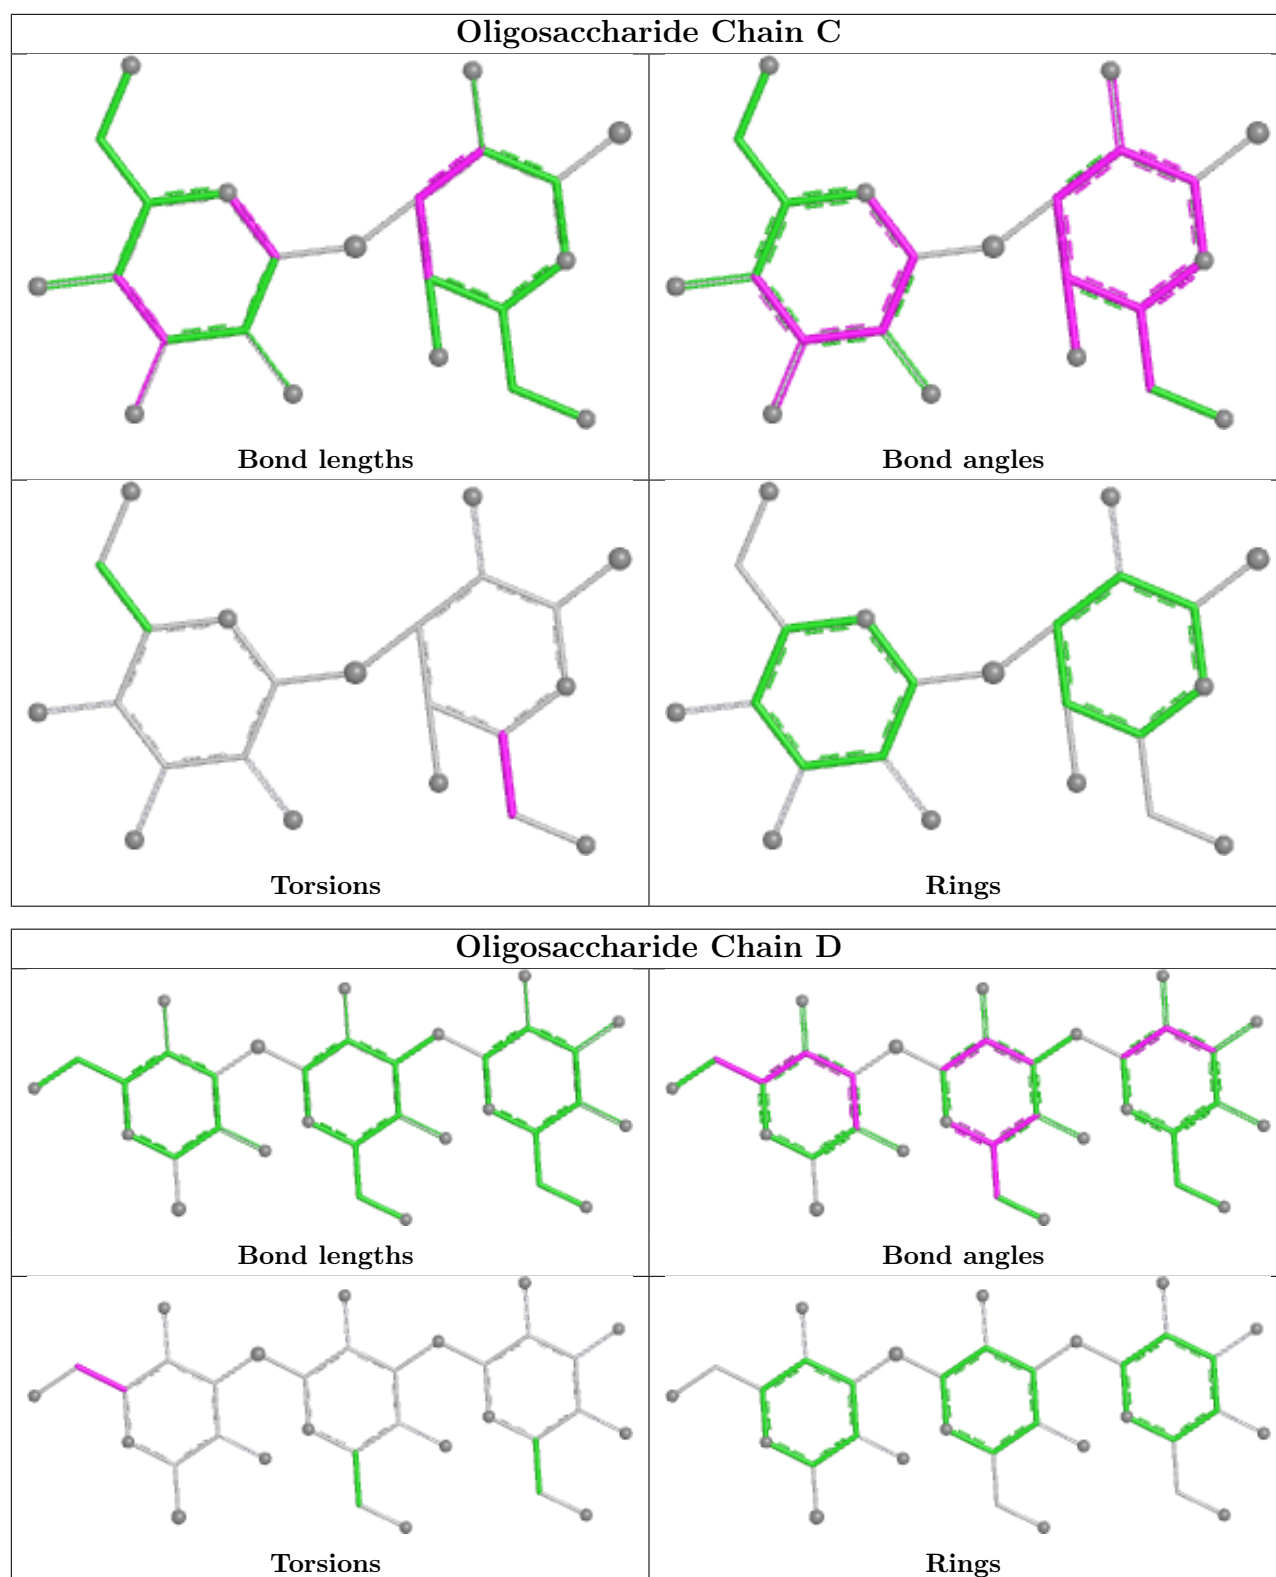 Oligosaccharide Chain C
Bond lengths
Bond angles
Torsions
Rings
Oligosaccharide Chain D
Bond lengths
Bond angles
Torsions
Rings